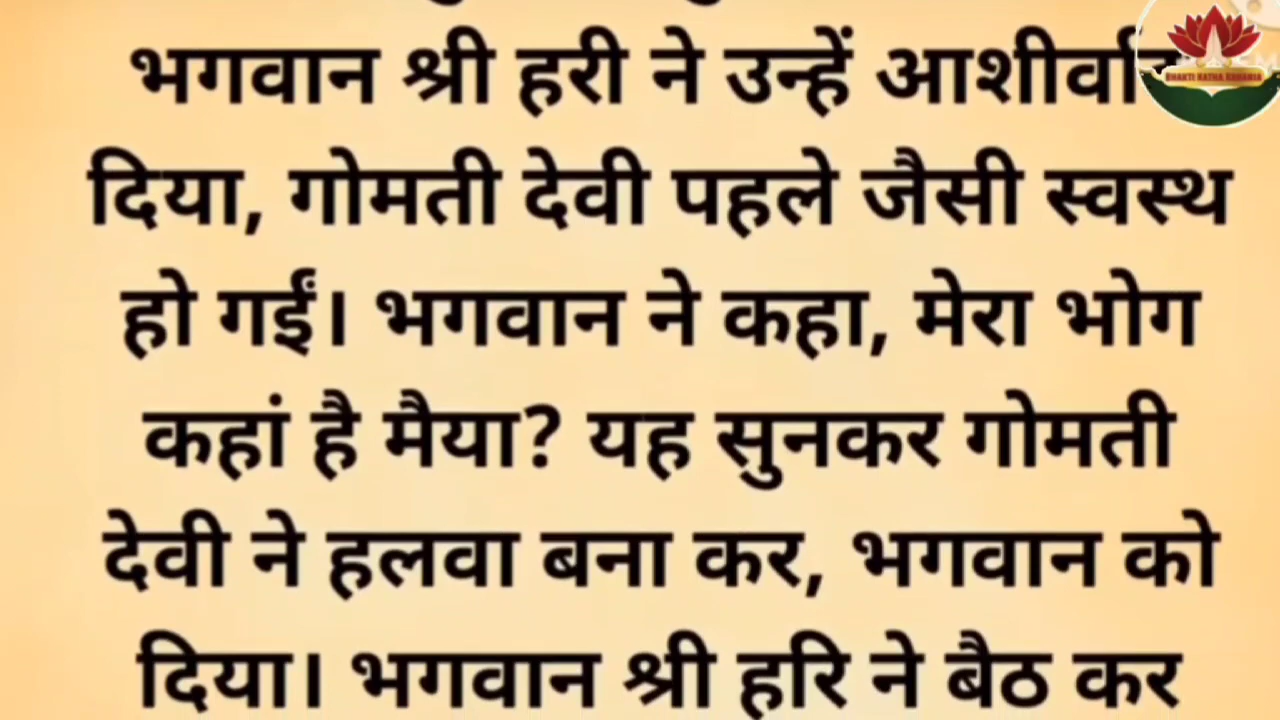 भगवान श्री हरी ने उन्हें
दिया, गोमती देवी पहले जैसी स्वस्थ
हो गईं। भगवान ने कहा, मेरा भोग
कहां है मैया? यह सुनकर गोमती
देवी ने हलवा बना कर, भगवान को
दिया। भगवान श्री हरि ने बैठ कर